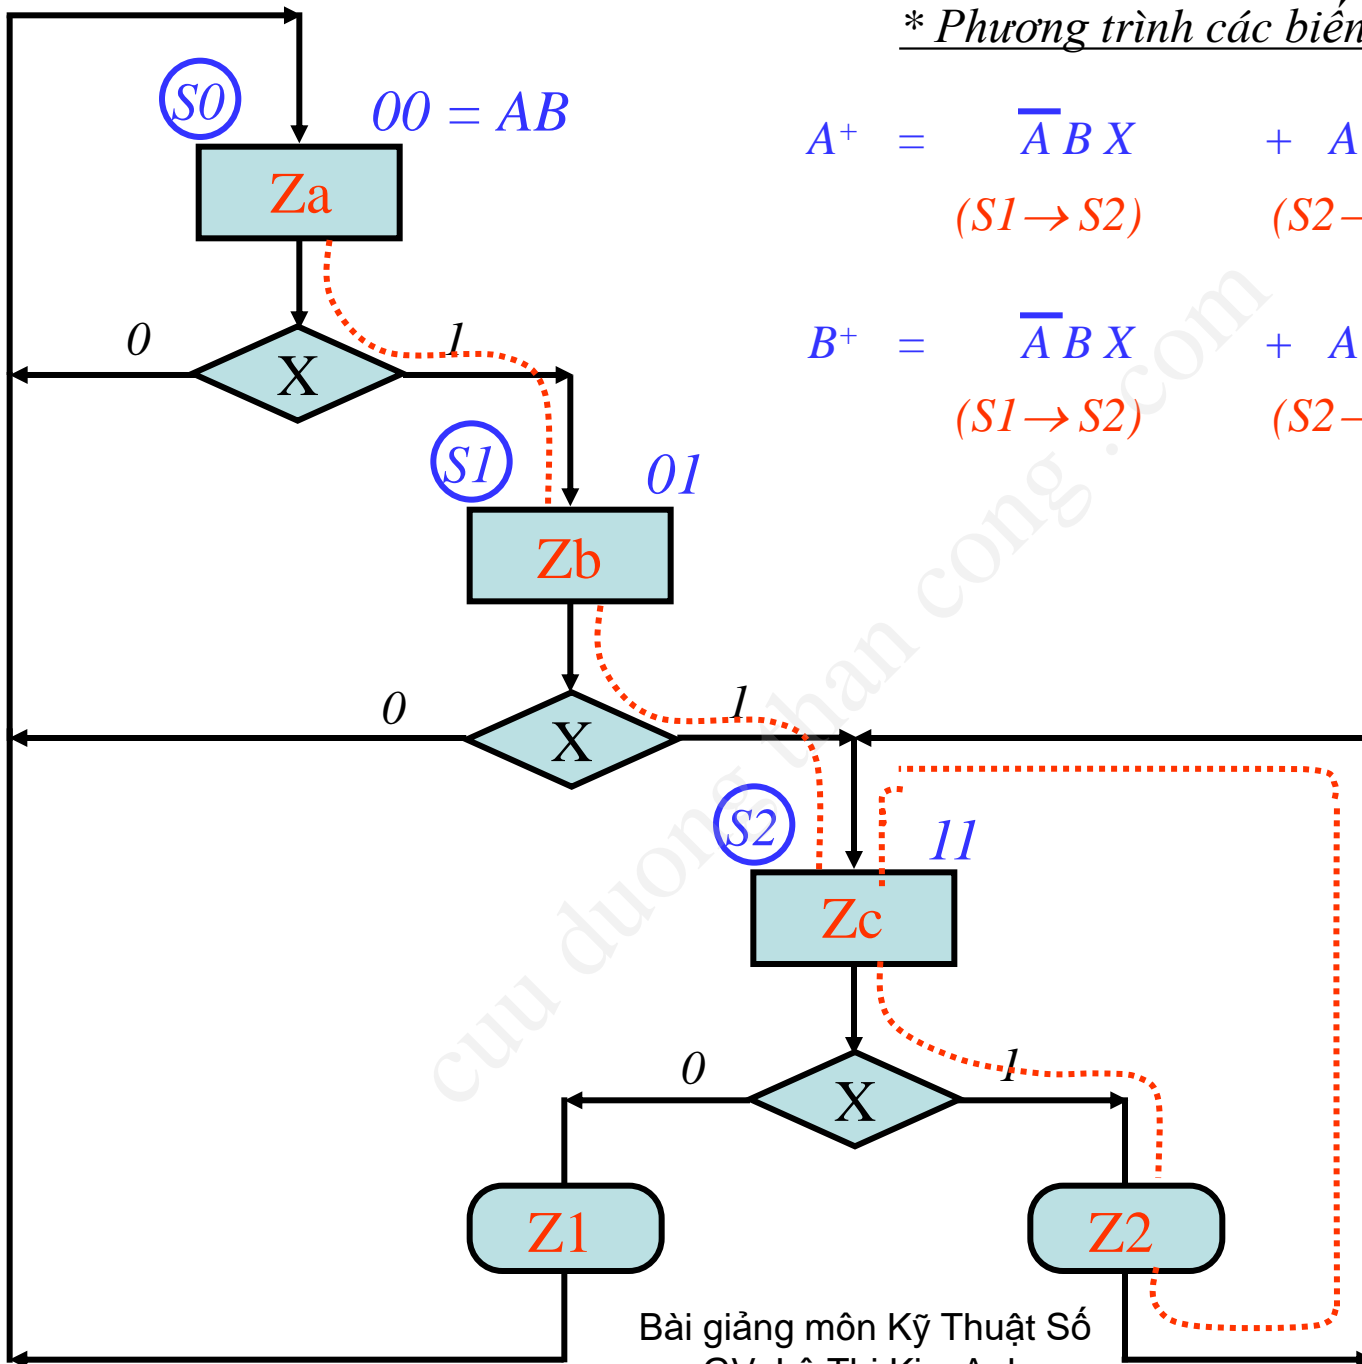 * Phương trình các biến
S0
00 = AB
A⁺ = A̅ B X + A
Za
(S1→ S2) (S2→
0
1
B⁺ = A̅ B X + A
X
(S1→ S2) (S2→
S1
01
Zb
0
1
X
S2
11
Zc
0
1
X
Z1
Z2
Bài giảng môn Kỹ Thuật Số
cuu duong than cong . com